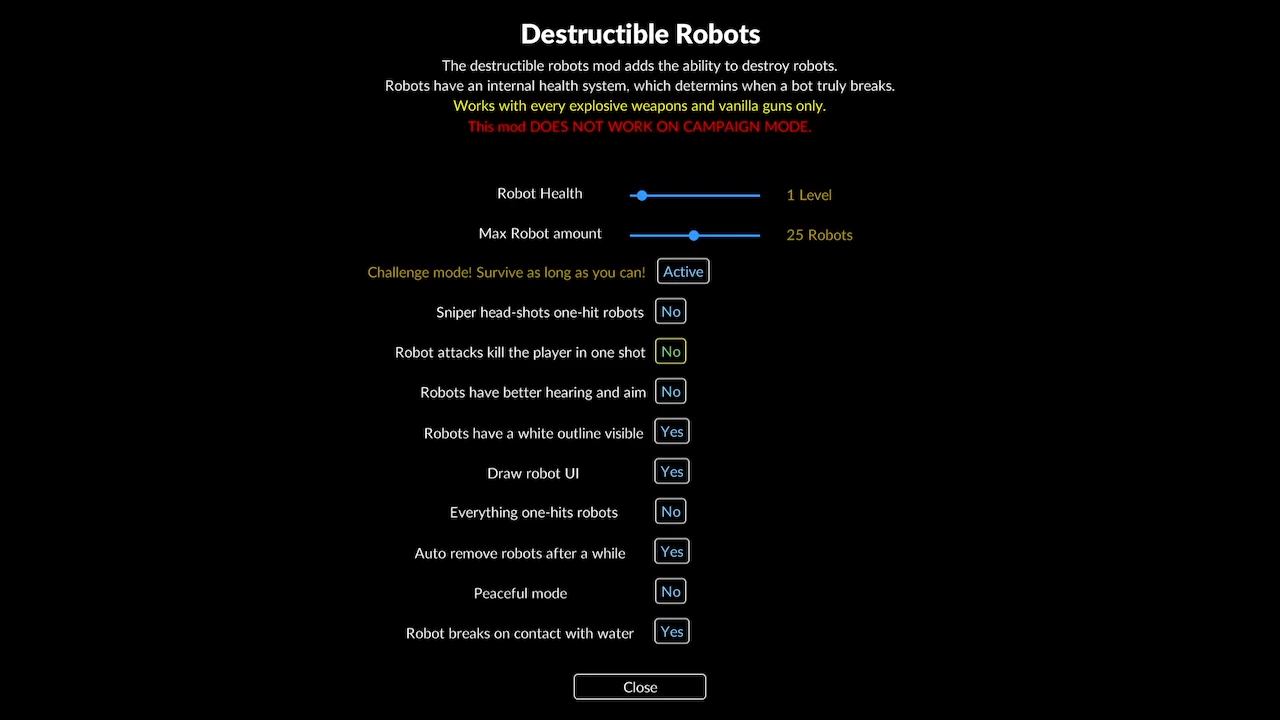 Destructible Robots
The destructible robots mod adds the ability to destroy robots.
Robots have an internal health system, which determins when a bot truly breaks.
Works with every explosive weapons and vanilla guns only.
This mod DOES NOT WORK ON CAMPAIGN MODE.
Robot Health 1 Level
Max Robot amount 25 Robots
Challenge mode! Survive as long as you can! Active
Sniper head-shots one-hit robots No
Robot attacks kill the player in one shot No
Robots have better hearing and aim No
Robots have a white outline visible Yes
Draw robot UI Yes
Everything one-hits robots No
Auto remove robots after a while Yes
Peaceful mode No
Robot breaks on contact with water Yes
Close